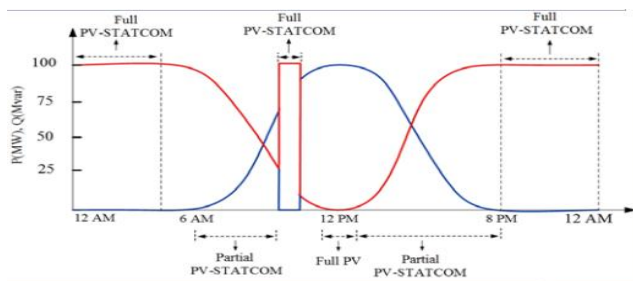 Full
PV-STATCOM
Full
PV-STATCOM
Full
PV-STATCOM
P(MW), Q(Mvar)
100
75
50
25
12 AM
6 AM
12 PM
8 PM
12 AM
Partial
PV-STATCOM
Full PV
Partial
PV-STATCOM